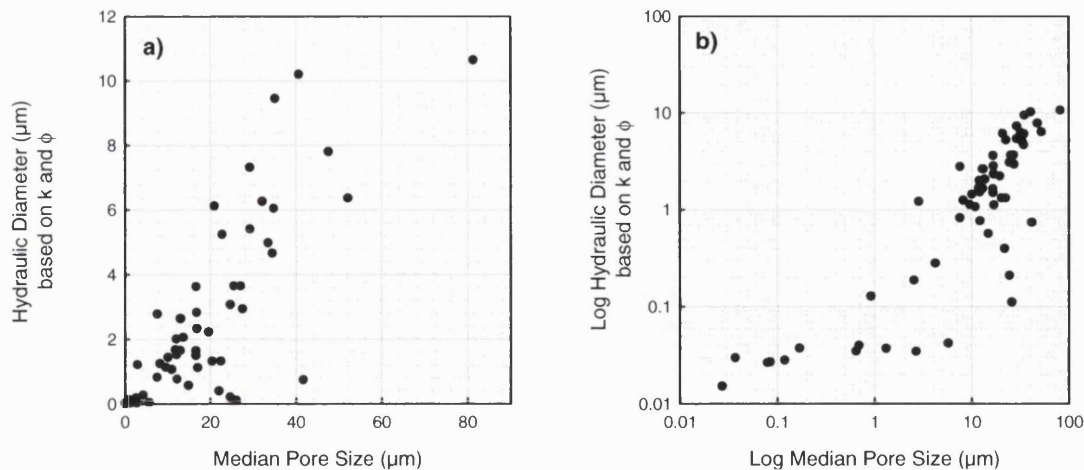 a)
12
10
8
6
4
2
0
0
20
40
60
80
Hydraulic Diameter (µm)
based on k and ϕ
Median Pore Size (µm)
b)
100
10
1
0.1
0.01
0.01
0.1
1
10
100
Log Hydraulic Diameter (µm)
based on k and ϕ
Log Median Pore Size (µm)